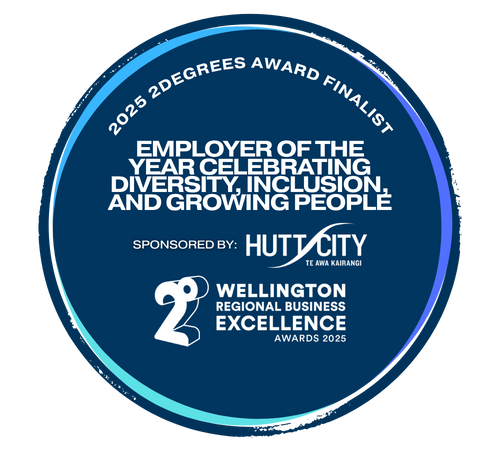 2025 2DEGREES AWARD FINALIST
EMPLOYER OF THE
YEAR CELEBRATING
DIVERSITY, INCLUSION,
AND GROWING PEOPLE
SPONSORED BY: HUTT CITY
TE AWA KAIRANGI
2°
WELLINGTON
REGIONAL BUSINESS
EXCELLENCE
AWARDS 2025